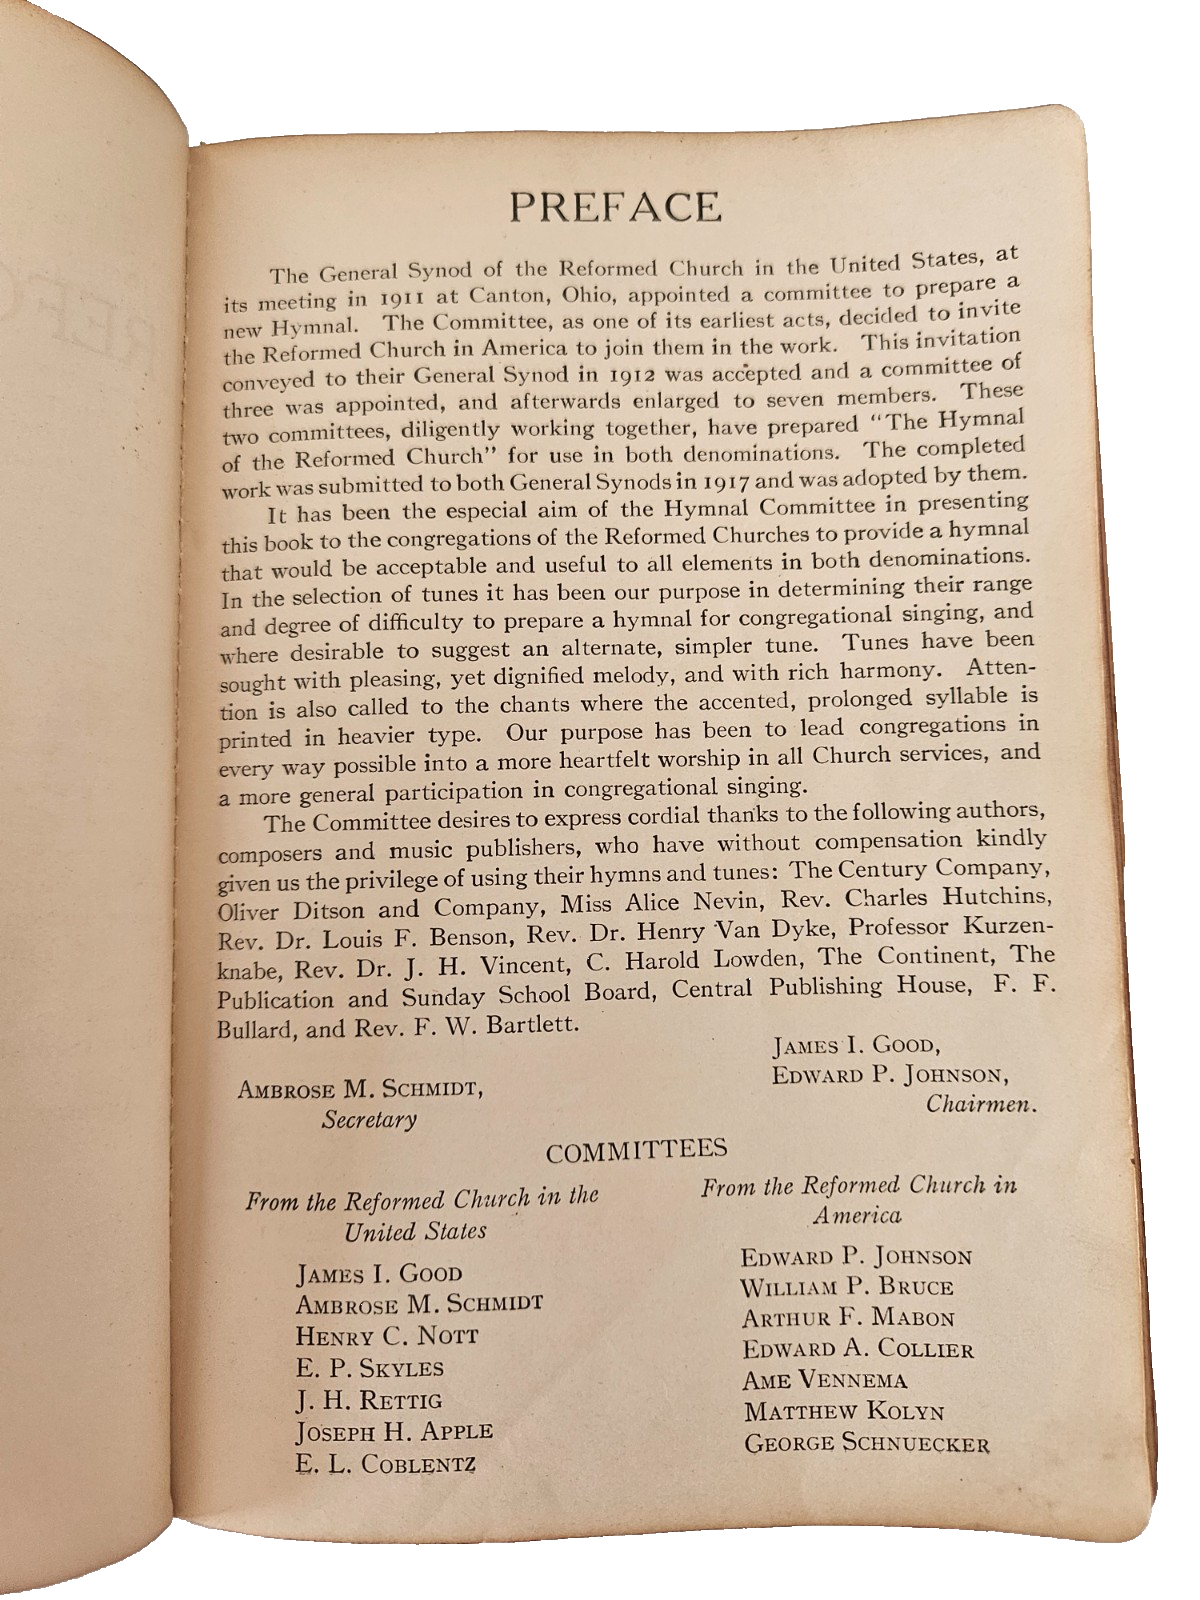 PREFACE
The General Synod of the Reformed Church in the United States, at
its meeting in 1911 at Canton, Ohio, appointed a committee to prepare a
new Hymnal. The Committee, as one of its earliest acts, decided to invite
the Reformed Church in America to join them in the work. This invitation
conveyed to their General Synod in 1912 was accepted and a committee of
three was appointed, and afterwards enlarged to seven members. These
two committees, diligently working together, have prepared "The Hymnal
of the Reformed Church" for use in both denominations. The completed
work was submitted to both General Synods in 1917 and was adopted by them.
It has been the especial aim of the Hymnal Committee in presenting
this book to the congregations of the Reformed Churches to provide a hymnal
that would be acceptable and useful to all elements in both denominations.
In the selection of tunes it has been our purpose in determining their range
and degree of difficulty to prepare a hymnal for congregational singing, and
where desirable to suggest an alternate, simpler tune. Tunes have been
sought with pleasing, yet dignified melody, and with rich harmony. Atten-
tion is also called to the chants where the accented, prolonged syllable is
printed in heavier type. Our purpose has been to lead congregations in
every way possible into a more heartfelt worship in all Church services, and
a more general participation in congregational singing.
The Committee desires to express cordial thanks to the following authors,
composers and music publishers, who have without compensation kindly
given us the privilege of using their hymns and tunes: The Century Company,
Oliver Ditson and Company, Miss Alice Nevin, Rev. Charles Hutchins,
Rev. Dr. Louis F. Benson, Rev. Dr. Henry Van Dyke, Professor Kurzen-
knabe, Rev. Dr. J. H. Vincent, C. Harold Lowden, The Continent, The
Publication and Sunday School Board, Central Publishing House, F. F.
Bullard, and Rev. F. W. Bartlett.
JAMES I. GOOD,
EDWARD P. JOHNSON,
Chairmen.
AMBROSE M. SCHMIDT,
Secretary
COMMITTEES
From the Reformed Church in the
United States
JAMES I. GOOD
AMBROSE M. SCHMIDT
HENRY C. NOTT
E. P. SKYLES
J. H. RETTIG
JOSEPH H. APPLE
E. L. COBLENTZ
From the Reformed Church in
America
EDWARD P. JOHNSON
WILLIAM P. BRUCE
ARTHUR F. MABON
EDWARD A. COLLIER
AME VENNEMA
MATTHEW KOLYN
GEORGE SCHNUECKER